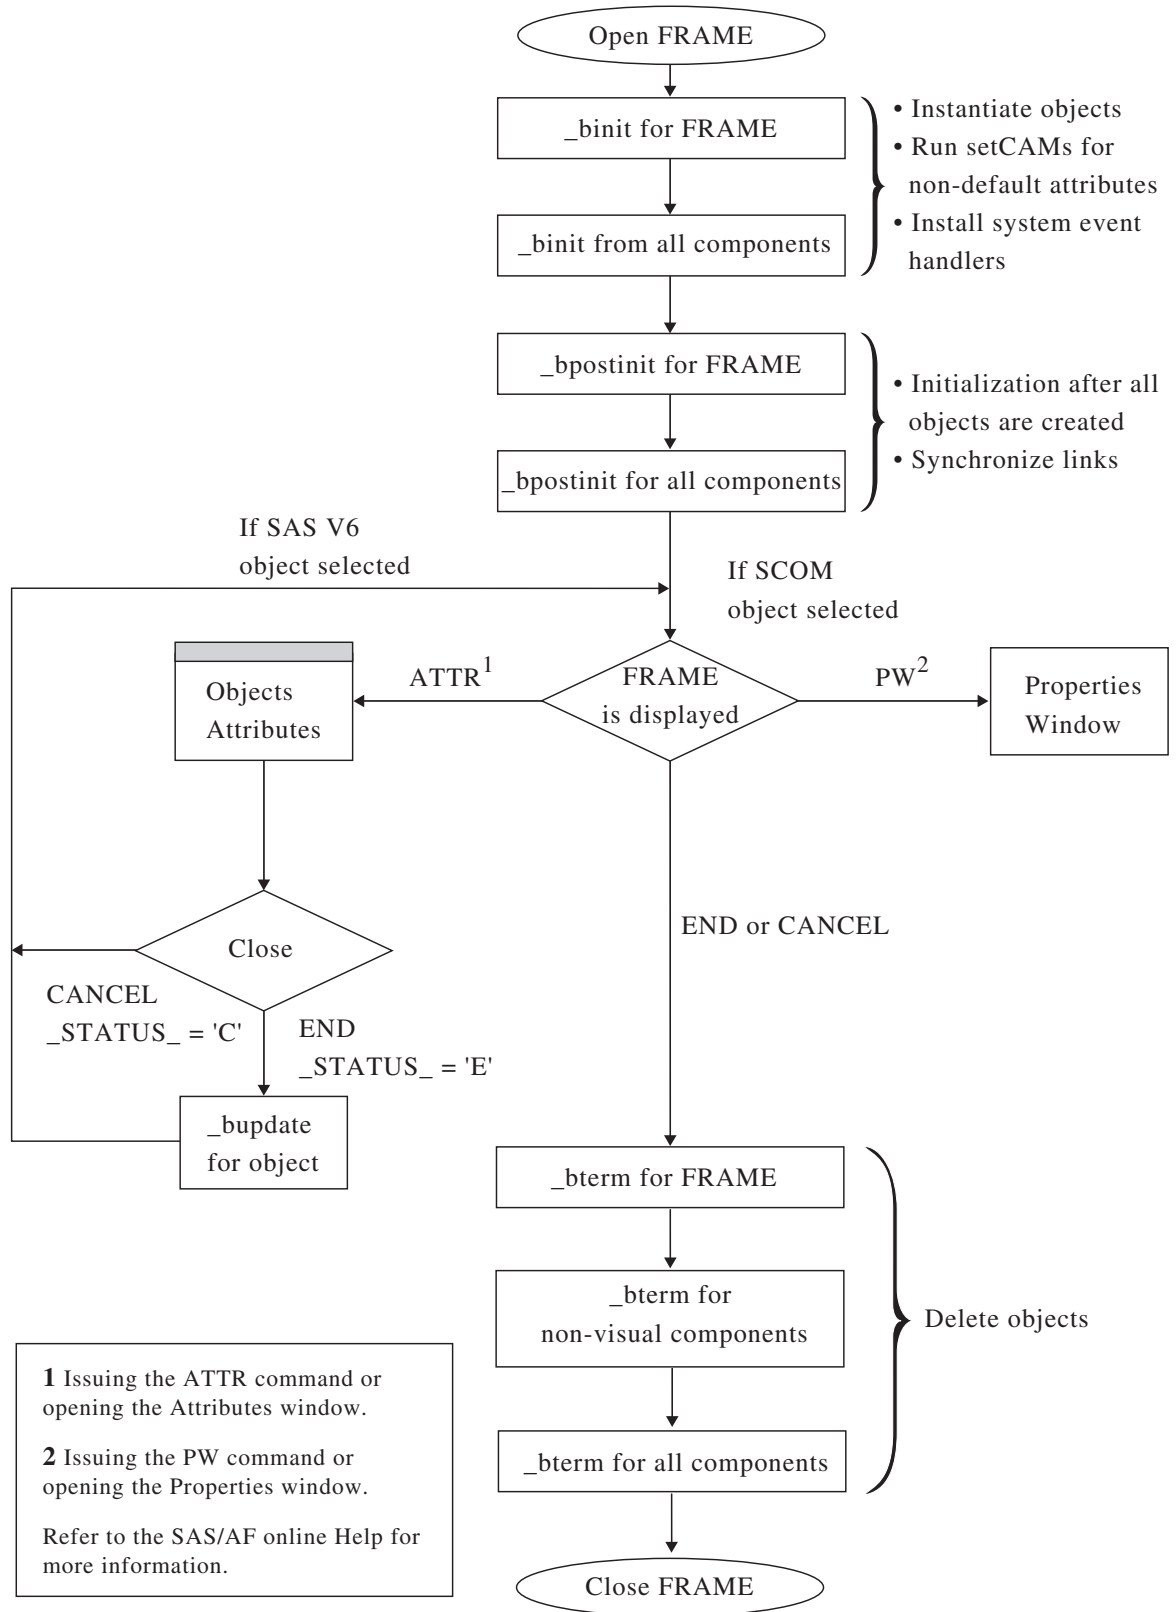 Open FRAME
_binit for FRAME
• Instantiate objects
• Run setCAMs for
non-default attributes
• Install system event
handlers
_binit from all components
_bpostinit for FRAME
• Initialization after all
objects are created
• Synchronize links
_bpostinit for all components
If SAS V6
object selected
If SCOM
object selected
Objects
Attributes
ATTR¹
FRAME
is displayed
PW²
Properties
Window
Close
END or CANCEL
CANCEL
_STATUS_ = 'C'
END
_STATUS_ = 'E'
_bupdate
for object
_bterm for FRAME
_bterm for
non-visual components
Delete objects
_bterm for all components
Close FRAME
1 Issuing the ATTR command or
opening the Attributes window.
2 Issuing the PW command or
opening the Properties window.
Refer to the SAS/AF online Help for
more information.